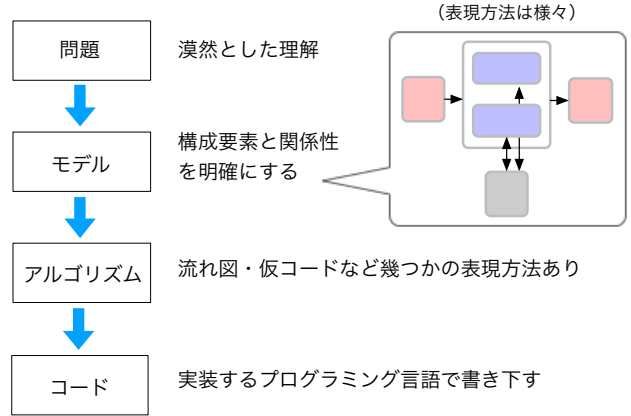 （表現方法は様々）
問題
漠然とした理解
モデル
構成要素と関係性
を明確にする
アルゴリズム
流れ図・仮コードなど幾つかの表現方法あり
コード
実装するプログラミング言語で書き下す